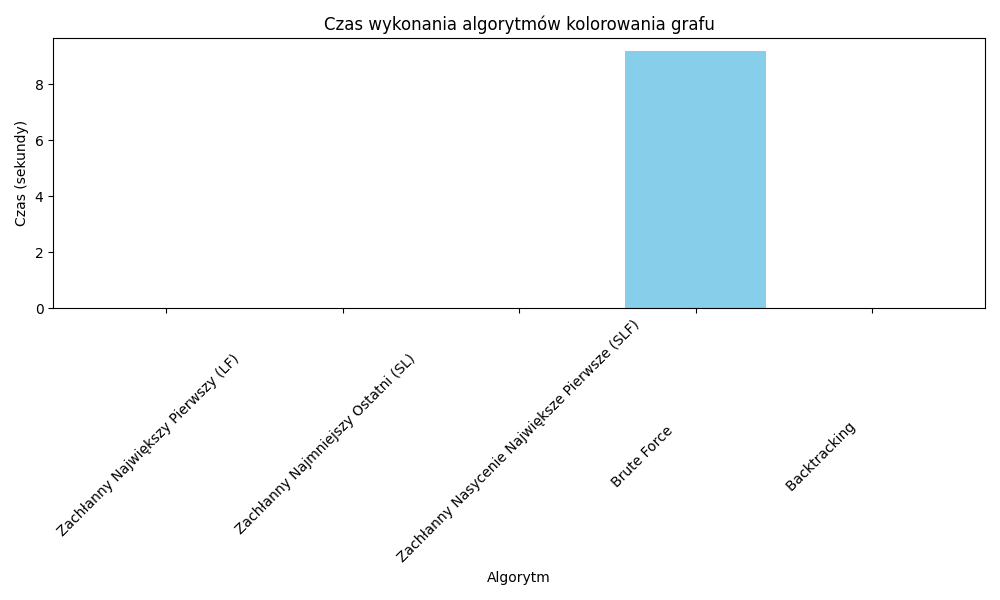 Czas wykonania algorytmów kolorowania grafu
Czas (sekundy)
8
6
4
2
0
Zachłanny Największy Pierwszy (LF)
Zachłanny Najmniejszy Ostatni (SL)
Zachłanny Nasycenie Największe Pierwsze (SLF)
Brute Force
Backtracking
Algorytm